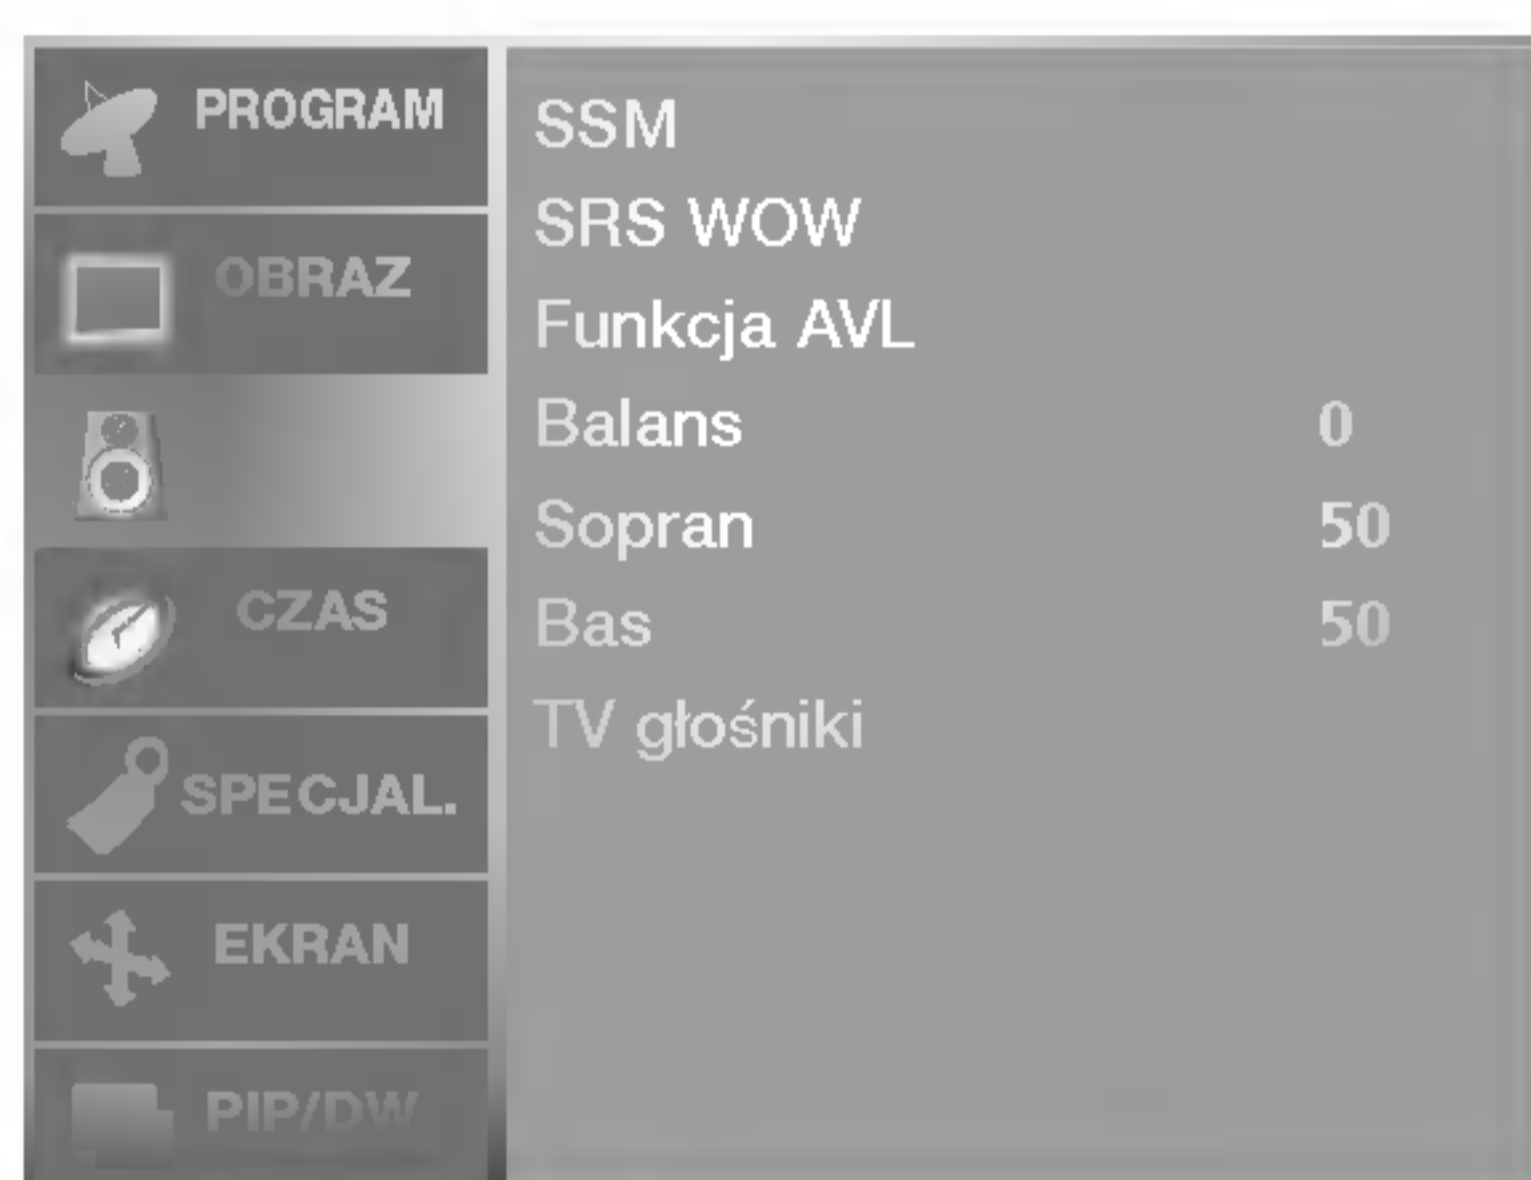 PROGRAM
OBRAZ
CZAS
SPECJAL.
EKRAN
PIP/DW
SSM
SRS WOW
Funkcja AVL
Balans 0
Sopran 50
Bas 50
TV głośniki